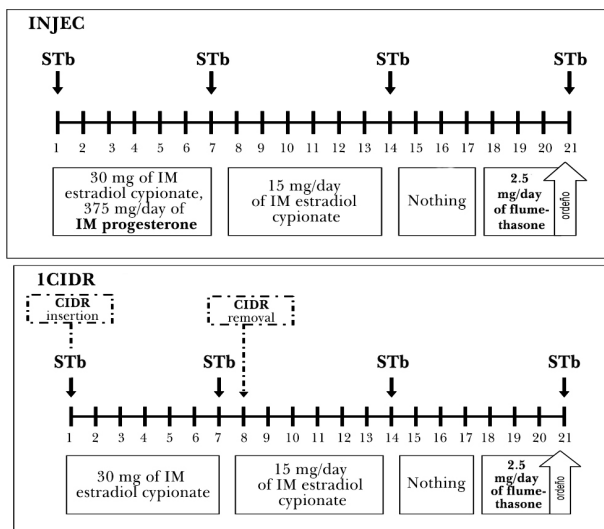 INJEC
STb STb STb STb
1 2 3 4 5 6 7 8 9 10 11 12 13 14 15 16 17 18 19 20 21
30 mg of IM
estradiol cypionate,
375 mg/day of
IM progesterone
15 mg/day
of IM estradiol
cypionate
Nothing
2.5
mg/day
of flume-
thasone
ordeño
1CIDR
CIDR
insertion
CIDR
removal
STb STb STb STb
1 2 3 4 5 6 7 8 9 10 11 12 13 14 15 16 17 18 19 20 21
30 mg of IM
estradiol cypionate
15 mg/day
of IM estradiol
cypionate
Nothing
2.5
mg/day
of flume-
thasone
ordeño